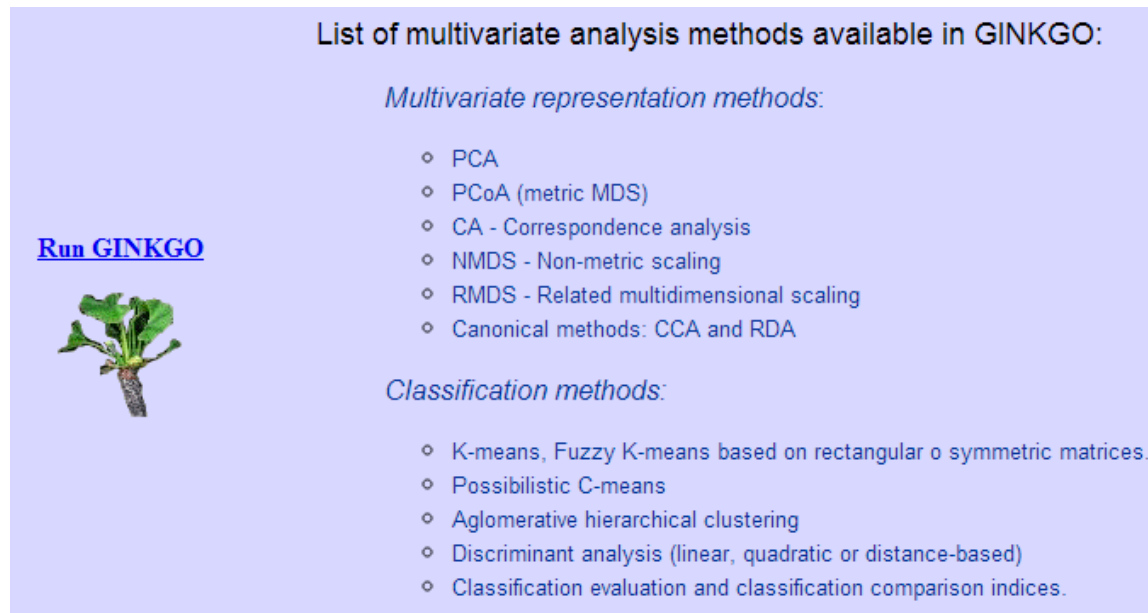 List of multivariate analysis methods available in GINKGO:
Multivariate representation methods:
PCA
PCoA (metric MDS)
CA - Correspondence analysis
NMDS - Non-metric scaling
RMDS - Related multidimensional scaling
Canonical methods: CCA and RDA
Run GINKGO
Classification methods:
K-means, Fuzzy K-means based on rectangular o symmetric matrices.
Possibilistic C-means
Aglomerative hierarchical clustering
Discriminant analysis (linear, quadratic or distance-based)
Classification evaluation and classification comparison indices.